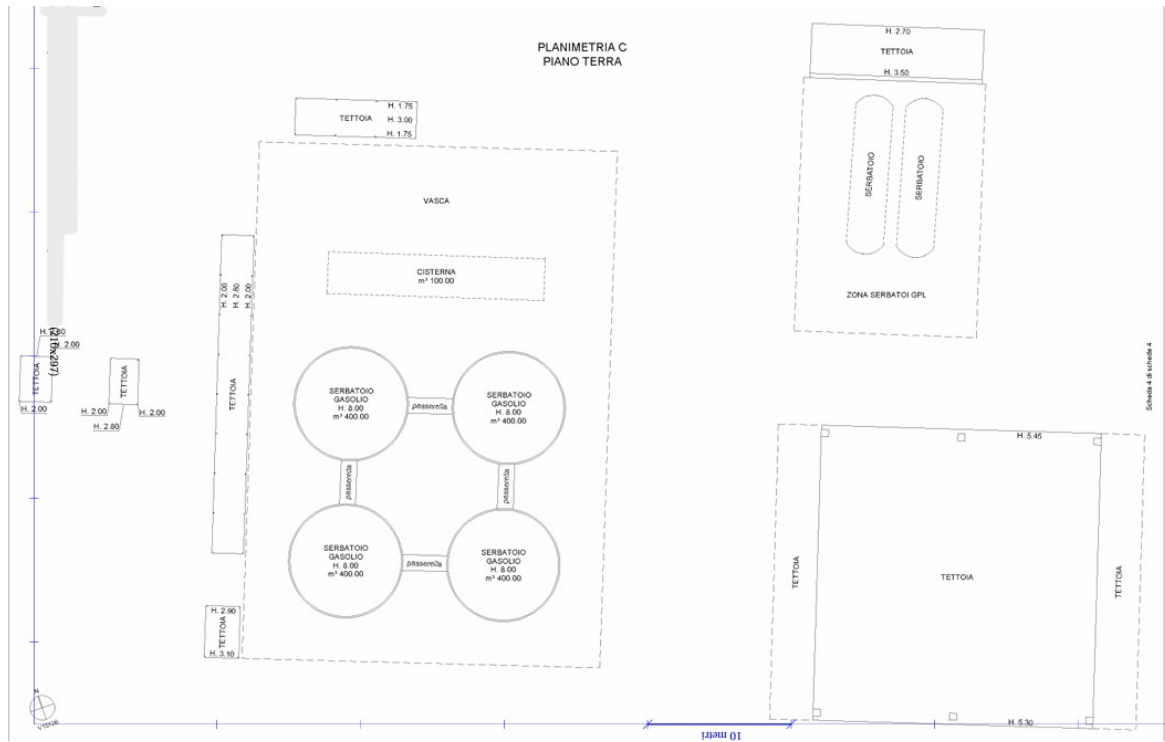 PLANIMETRIA C
PIANO TERRA
H. 2.70
TETTOIA
H. 3.50
H. 1.75
TETTOIA
H. 3.00
H. 1.75
SERBATOIO
SERBATOIO
ZONA SERBATOI GPL
VASCA
CISTERNA
m³ 100.00
H. 2.00
H. 2.60
H. 2.00
TETTOIA
(210x297)
H. 2.00
TETTOIA
H. 2.00
TETTOIA
H. 2.00
H. 2.00
H. 2.80
SERBATOIO
GASOLIO
H. 8.00
m³ 400.00
passerella
SERBATOIO
GASOLIO
H. 8.00
m³ 400.00
passerella
passerella
SERBATOIO
GASOLIO
H. 8.00
m³ 400.00
passerella
SERBATOIO
GASOLIO
H. 8.00
m³ 400.00
H. 2.90
TETTOIA
H. 3.10
Scheda 4 di schede 4
H. 5.45
TETTOIA
TETTOIA
TETTOIA
H. 5.30
N
10 metri